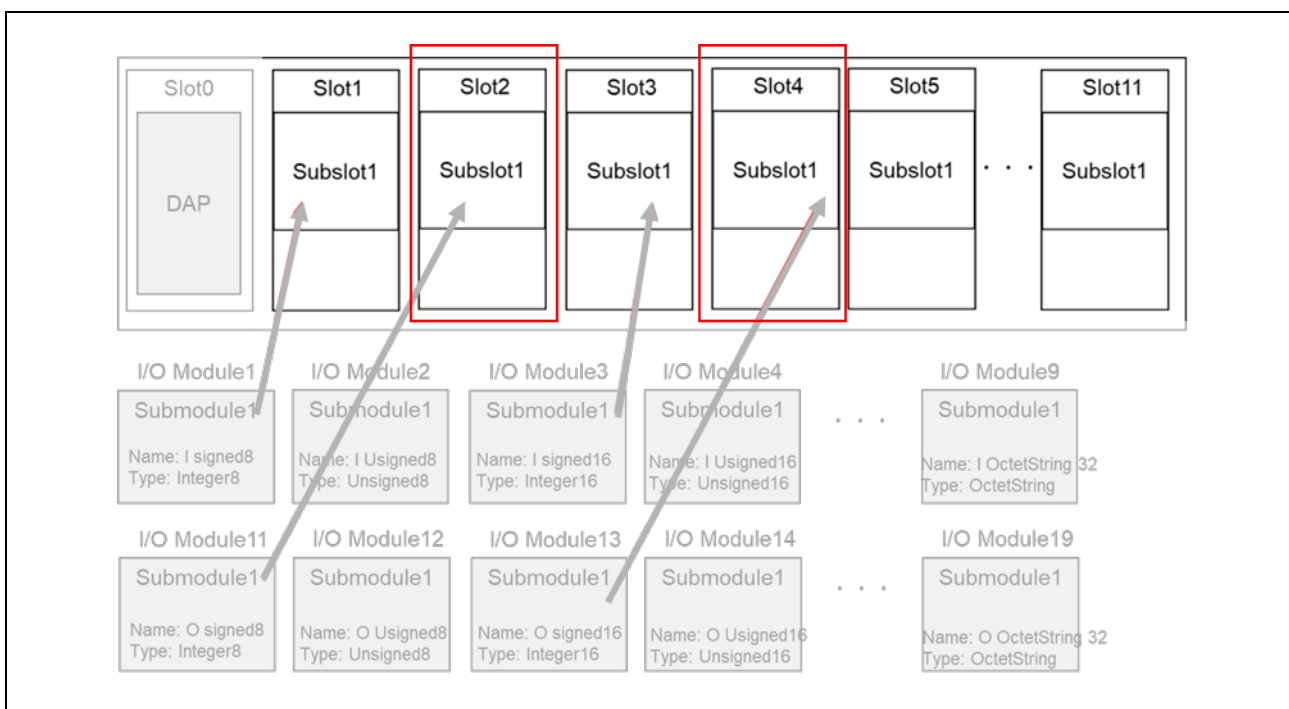 Slot0 Slot1 Slot2 Slot3 Slot4 Slot5 Slot11
DAP Subslot1 Subslot1 Subslot1 Subslot1 Subslot1 . . . Subslot1
I/O Module1 I/O Module2 I/O Module3 I/O Module4 I/O Module9
Submodule1 Submodule1 Submodule1 Submodule1 . . . Submodule1
Name: I signed8 Name: I Usigned8 Name: I signed16 Name: I Usigned16 Name: I OctetString 32
Type: Integer8 Type: Unsigned8 Type: Integer16 Type: Unsigned16 Type: OctetString
I/O Module11 I/O Module12 I/O Module13 I/O Module14 I/O Module19
Submodule1 Submodule1 Submodule1 Submodule1 . . . Submodule1
Name: O signed8 Name: O Usigned8 Name: O signed16 Name: O Usigned16 Name: O OctetString 32
Type: Integer8 Type: Unsigned8 Type: Integer16 Type: Unsigned16 Type: OctetString